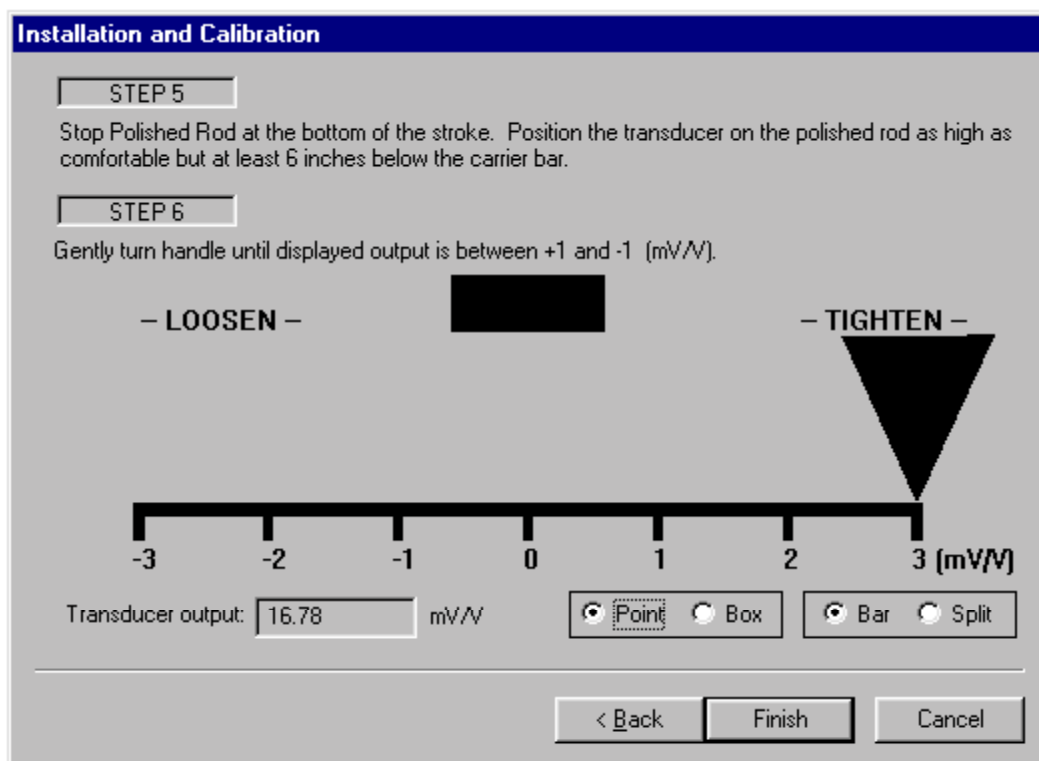 Installation and Calibration
STEP 5
Stop Polished Rod at the bottom of the stroke. Position the transducer on the polished rod as high as
comfortable but at least 6 inches below the carrier bar.
STEP 6
Gently turn handle until displayed output is between +1 and -1 (mV/V).
– LOOSEN – – TIGHTEN –
-3 -2 -1 0 1 2 3 (mV/V)
Transducer output: 16.78 mV/V Point Box Bar Split
< Back Finish Cancel